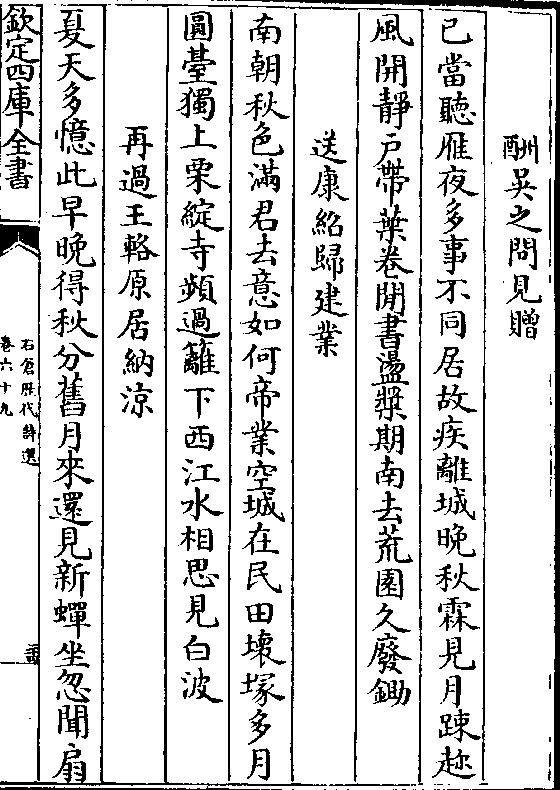 酬吳之問見贈
已當聽雁夜多事不同居故疾離城晚秋霖見月踈趂
風開靜戶帶葉卷閒書盪槳期南去荒園久廢鋤
送康紹歸建業
南朝秋色滿君去意如何帝業空城在民田壊塚多月
圓臺獨上栗綻寺頻過籬下西江水相思見白波
再過王輅原居納涼
夏天多憶此早晚得秋分舊月來還見新蟬坐忽聞扇
欽定四庫全書
石倉歴代詩選
卷六十九